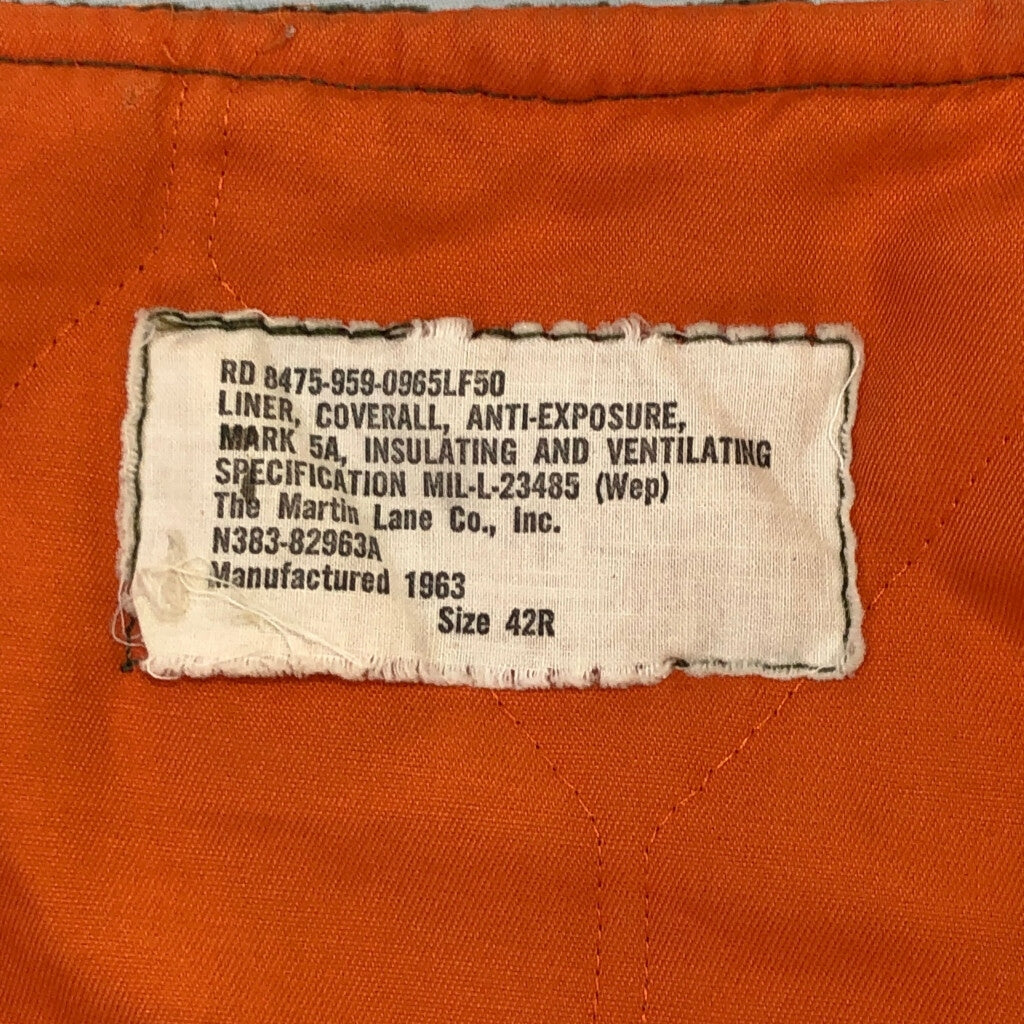 RD 8475-959-0965LF50
LINER, COVERALL, ANTI-EXPOSURE,
MARK 5A, INSULATING AND VENTILATING
SPECIFICATION MIL-L-23485 (Wep)
The Martin Lane Co., Inc.
N383-82963A
Manufactured 1963
Size 42R